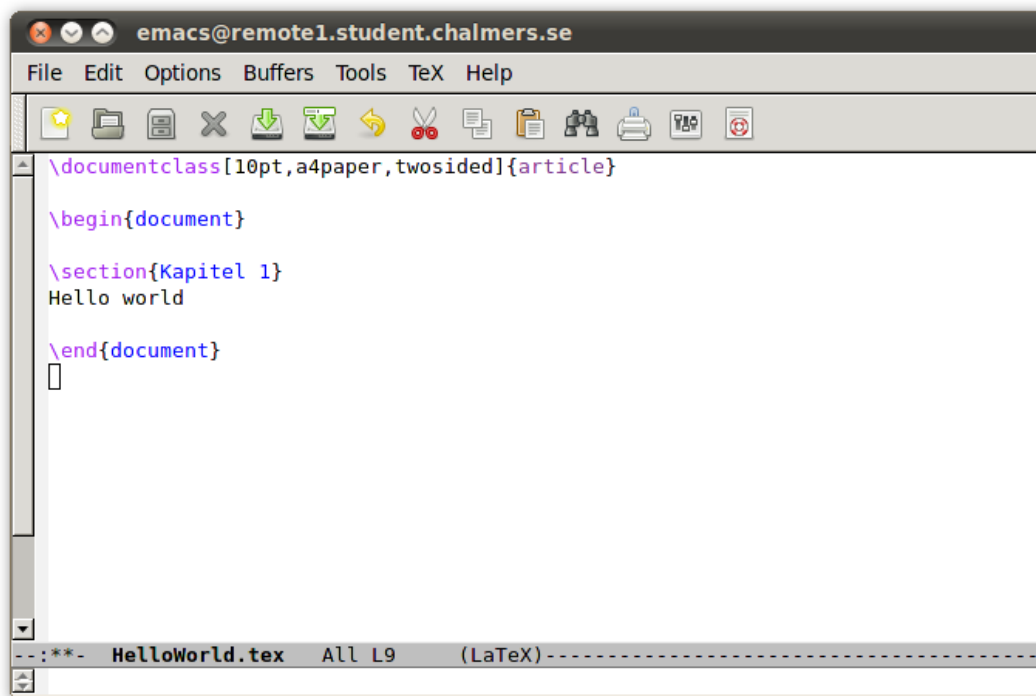 emacs@remote1.student.chalmers.se
File Edit Options Buffers Tools TeX Help
\documentclass[10pt,a4paper,twosided]{article}
\begin{document}
\section{Kapitel 1}
Hello world
\end{document}
--:**- HelloWorld.tex All L9 (LaTeX)----------------------------------------